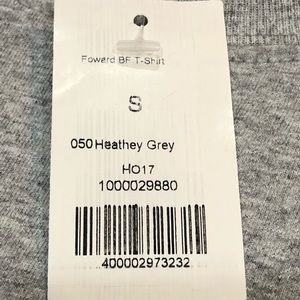 Foward BF T-Shirt
S
050 Heathey Grey
HO17
1000029880
400002973232